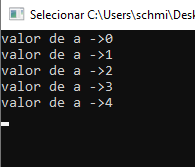 Selecionar C:\Users\schmi\Desk
valor de a ->0
valor de a ->1
valor de a ->2
valor de a ->3
valor de a ->4